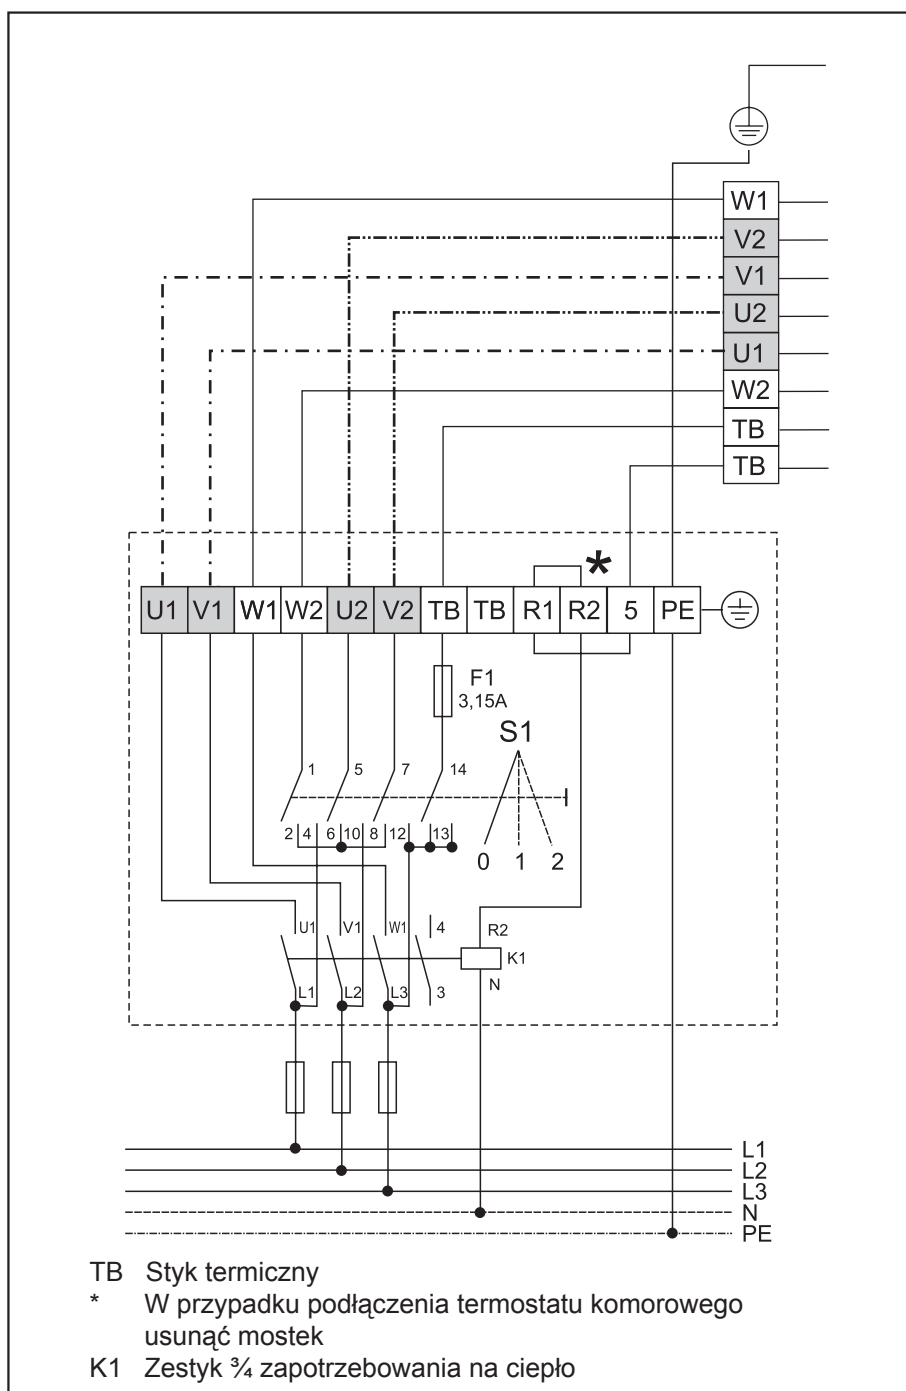 W1
V2
V1
U2
U1
W2
TB
TB
*
U1 V1 W1 W2 U2 V2 TB TB R1 R2 5 PE
F1
3,15A
S1
1 5 7 14
2 4 6 10 8 12 13
0 1 2
U1 V1 W1 4 R2
K1
L1 L2 L3 3 N
L1
L2
L3
N
PE
TB Styk termiczny
* W przypadku podłączenia termostatu komorowego
usunąć mostek
K1 Zestyk ¾ zapotrzebowania na ciepło